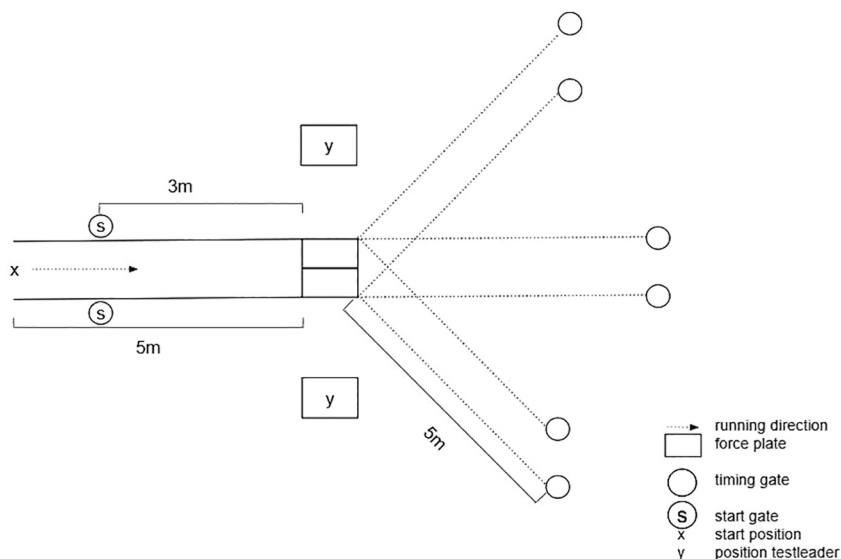 y
3m
S
x
S
5m
y
5m
running direction
force plate
timing gate
S start gate
x start position
y position testleader